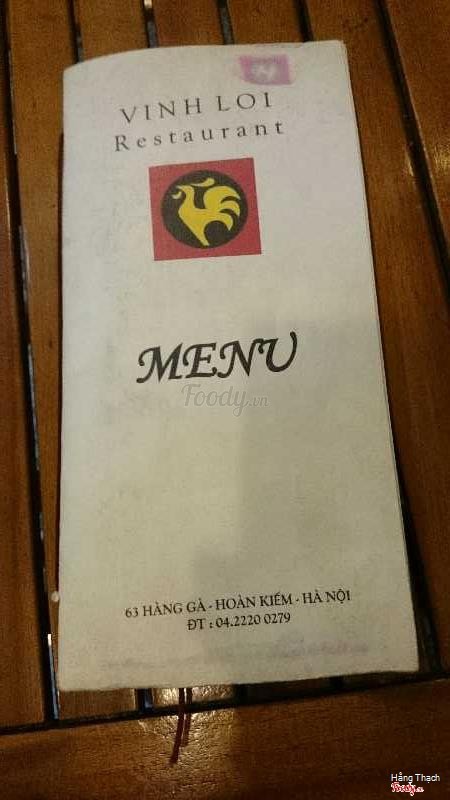 VINH LOI
Restaurant
MENU
Foody.vn
63 HÀNG GÀ - HOÀN KIẾM - HÀ NỘI
ĐT : 04.2220 0279
Hằng Thạch
Foody.vn